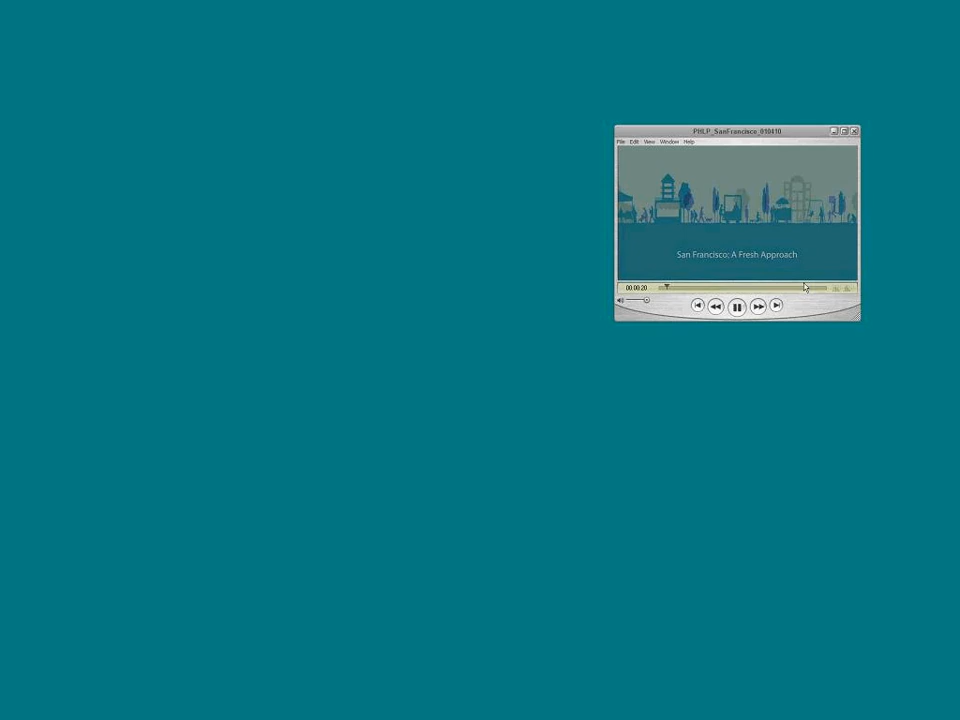 PHLP_SanFrancisco_010410
File Edit View Window Help
San Francisco: A Fresh Approach
00:00:20